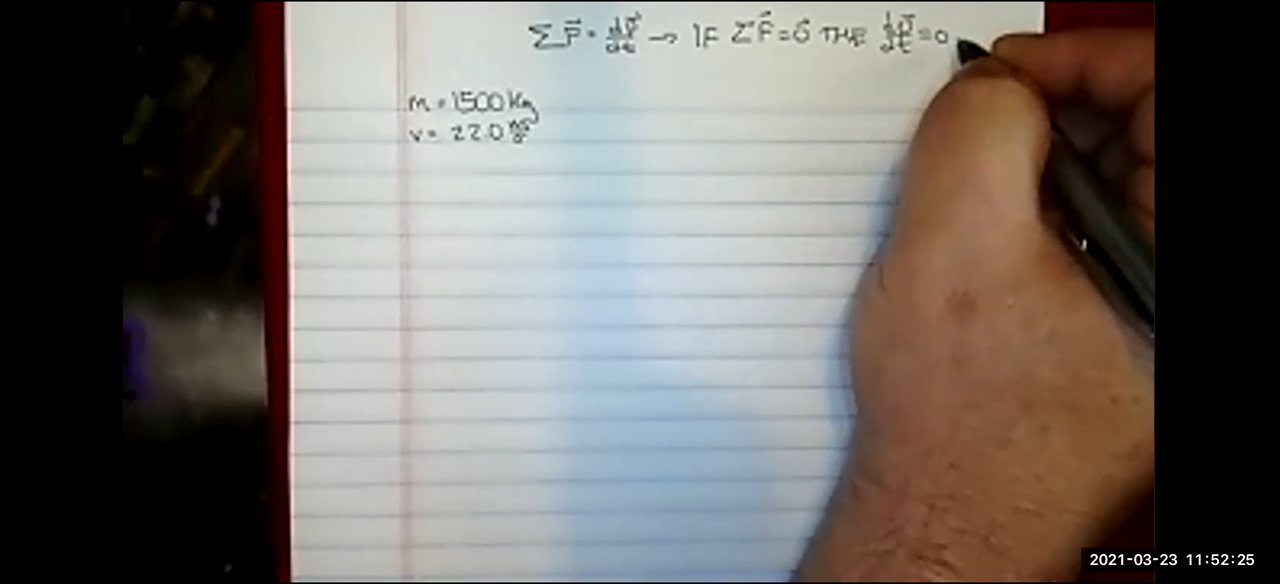 ΣF⃗ = dP⃗/dt → IF ΣF⃗ = 0⃗ THE dP⃗/dt = 0
m = 1500 Kg
v = 22.0 m/s
2021-03-23 11:52:25